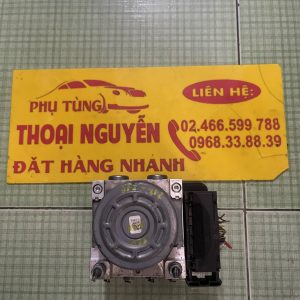 PHỤ TÙNG
LIÊN HỆ:
THOẠI NGUYỄN
02.466.599 788
0968.33.88.39
ĐẶT HÀNG NHANH